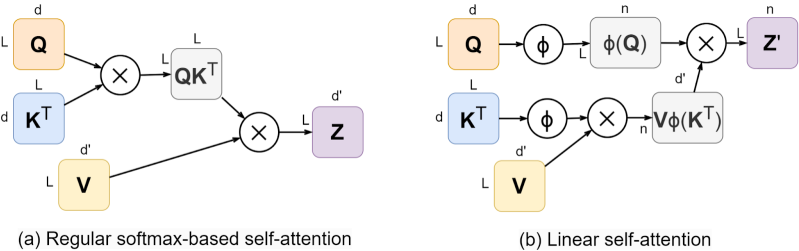 d
L
Q
×
L
L
QK⊤
L
d
K⊤
d'
L
×
Z
d'
L
V
(a) Regular softmax-based self-attention
d
L
Q
ϕ
n
L
ϕ(Q)
×
n
L
Z'
d'
L
d
K⊤
ϕ
×
n
Vϕ(K⊤)
d'
L
V
(b) Linear self-attention